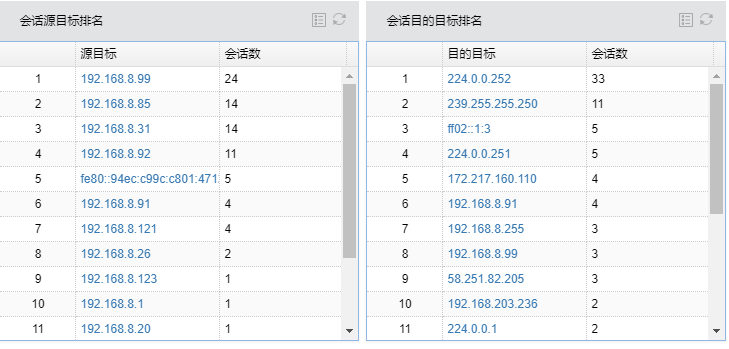 会话源目标排名
源目标 会话数
1 192.168.8.99 24
2 192.168.8.85 14
3 192.168.8.31 14
4 192.168.8.92 11
5 fe80::94ec:c99c:c801:471 5
6 192.168.8.91 4
7 192.168.8.121 4
8 192.168.8.26 2
9 192.168.8.123 1
10 192.168.8.1 1
11 192.168.8.20 1
会话目的目标排名
目的目标 会话数
1 224.0.0.252 33
2 239.255.255.250 11
3 ff02::1:3 5
4 224.0.0.251 5
5 172.217.160.110 4
6 192.168.8.91 4
7 192.168.8.255 3
8 192.168.8.99 3
9 58.251.82.205 3
10 192.168.203.236 2
11 224.0.0.1 2